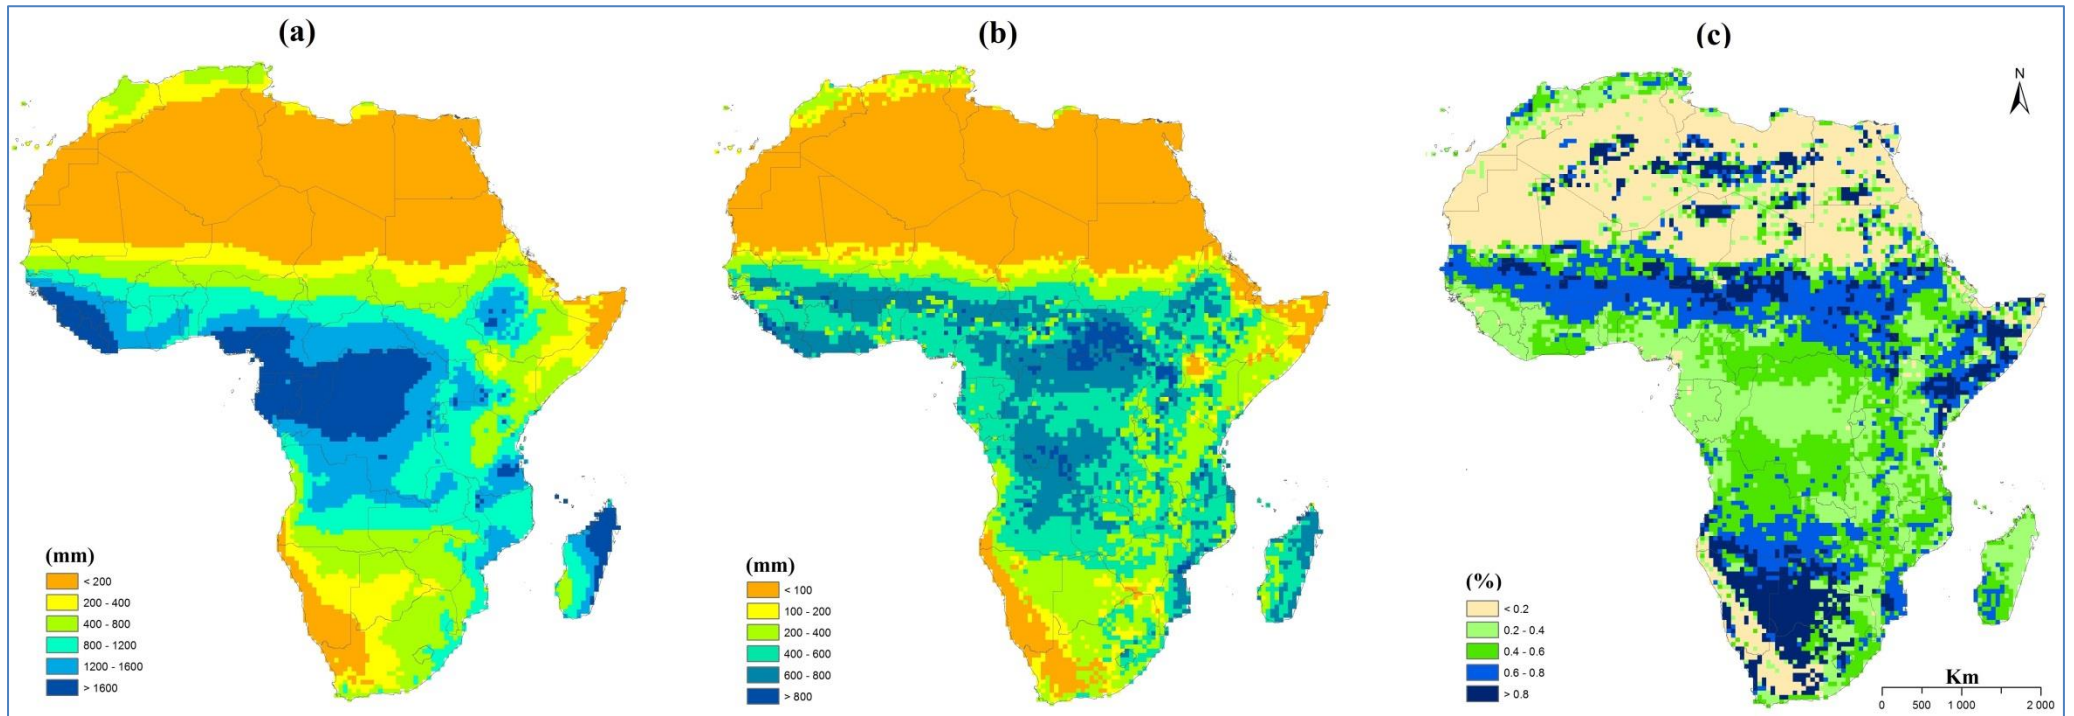 (a)
(b)
(c)
N
(mm)
< 200
200 - 400
400 - 800
800 - 1200
1200 - 1600
> 1600
(mm)
< 100
100 - 200
200 - 400
400 - 600
600 - 800
> 800
(%)
< 0.2
0.2 - 0.4
0.4 - 0.6
0.6 - 0.8
> 0.8
Km
0 500 1 000 2 000